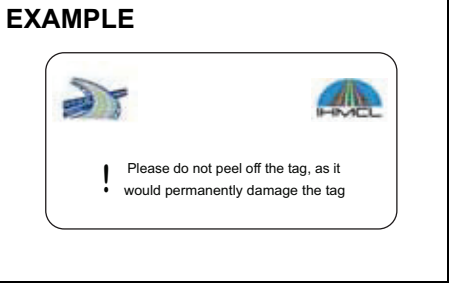 EXAMPLE
IHMCL
! Please do not peel off the tag, as it
would permanently damage the tag